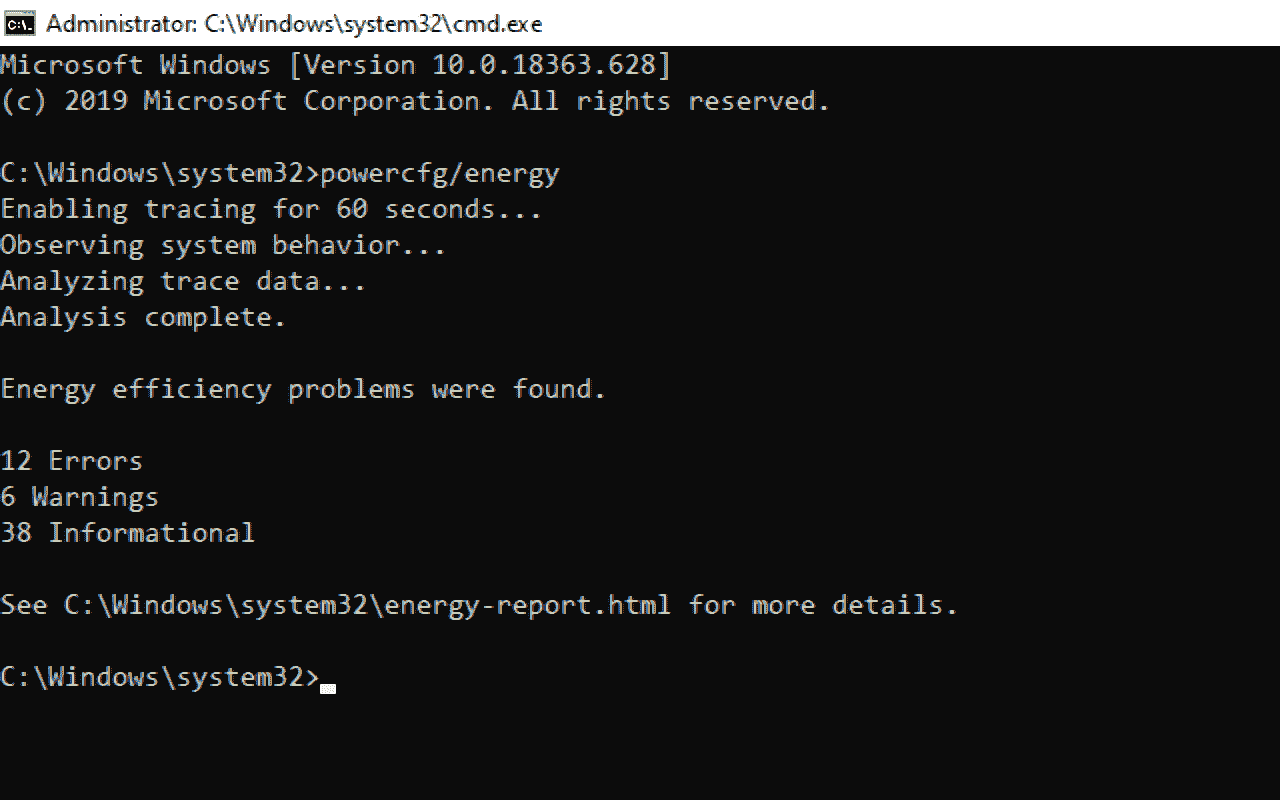 Administrator: C:\Windows\system32\cmd.exe
Microsoft Windows [Version 10.0.18363.628]
(c) 2019 Microsoft Corporation. All rights reserved.
C:\Windows\system32>powercfg/energy
Enabling tracing for 60 seconds...
Observing system behavior...
Analyzing trace data...
Analysis complete.
Energy efficiency problems were found.
12 Errors
6 Warnings
38 Informational
See C:\Windows\system32\energy-report.html for more details.
C:\Windows\system32>